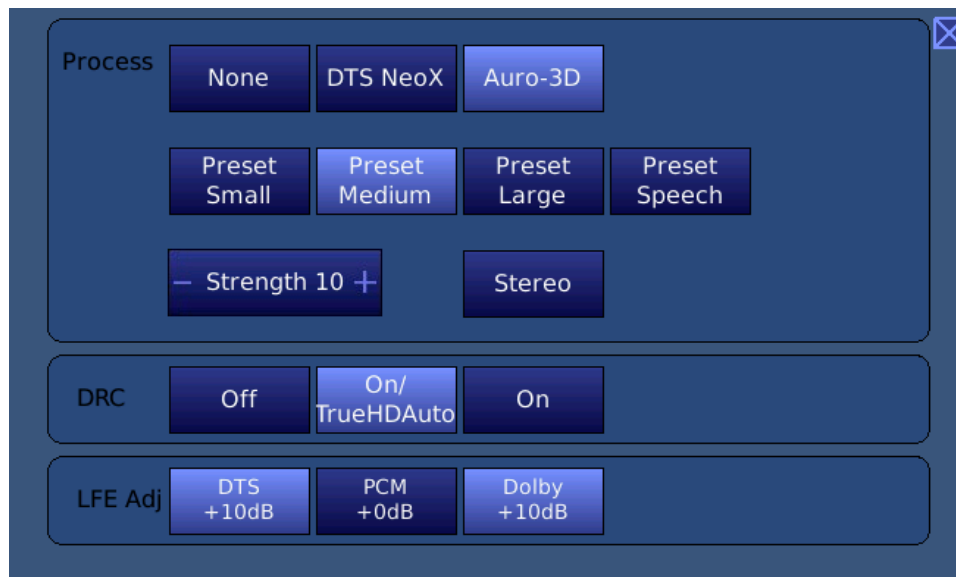 Process
None
DTS NeoX
Auro-3D
Preset
Small
Preset
Medium
Preset
Large
Preset
Speech
− Strength 10 +
Stereo
DRC
Off
On/
TrueHDAuto
On
LFE Adj
DTS
+10dB
PCM
+0dB
Dolby
+10dB